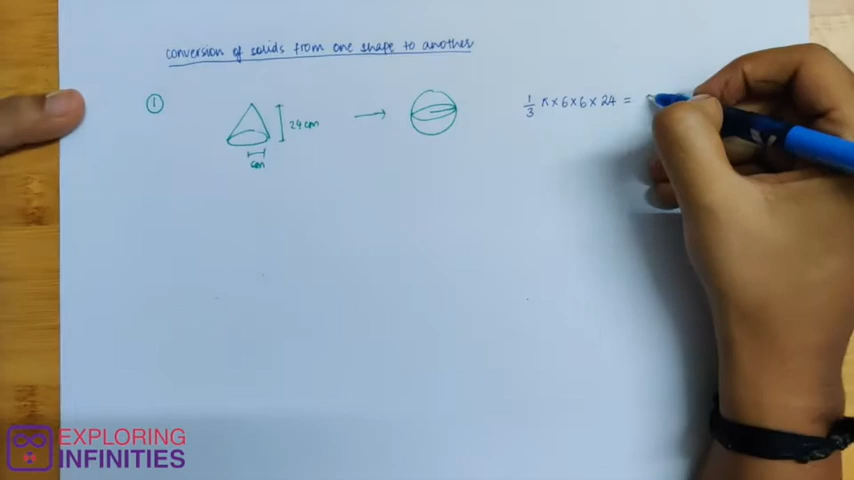 conversion of solids from one shape to another
1
24 cm
cm
1/3 π × 6 × 6 × 24 =
EXPLORING
INFINITIES